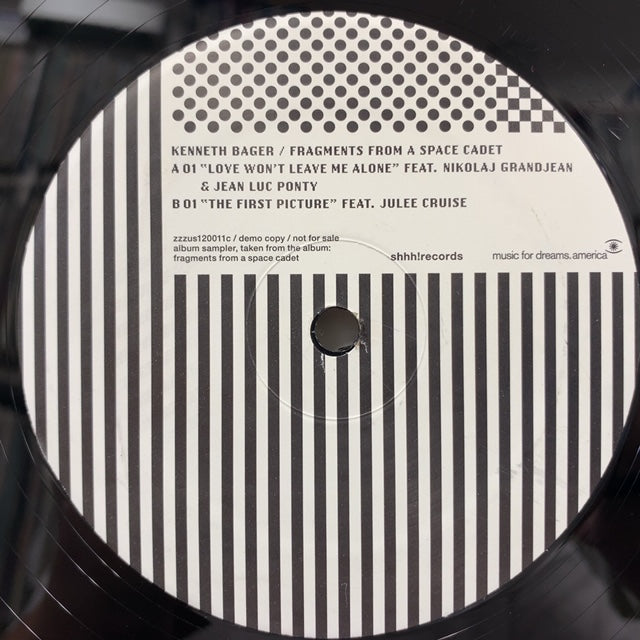 KENNETH BAGER / FRAGMENTS FROM A SPACE CADET
A 01 "LOVE WON'T LEAVE ME ALONE" FEAT. NIKOLAJ GRANDJEAN
& JEAN LUC PONTY
B 01 "THE FIRST PICTURE" FEAT. JULEE CRUISE
zzzus120011c / demo copy / not for sale
album sampler, taken from the album:
fragments from a space cadet
shhh!records
music for dreams.america